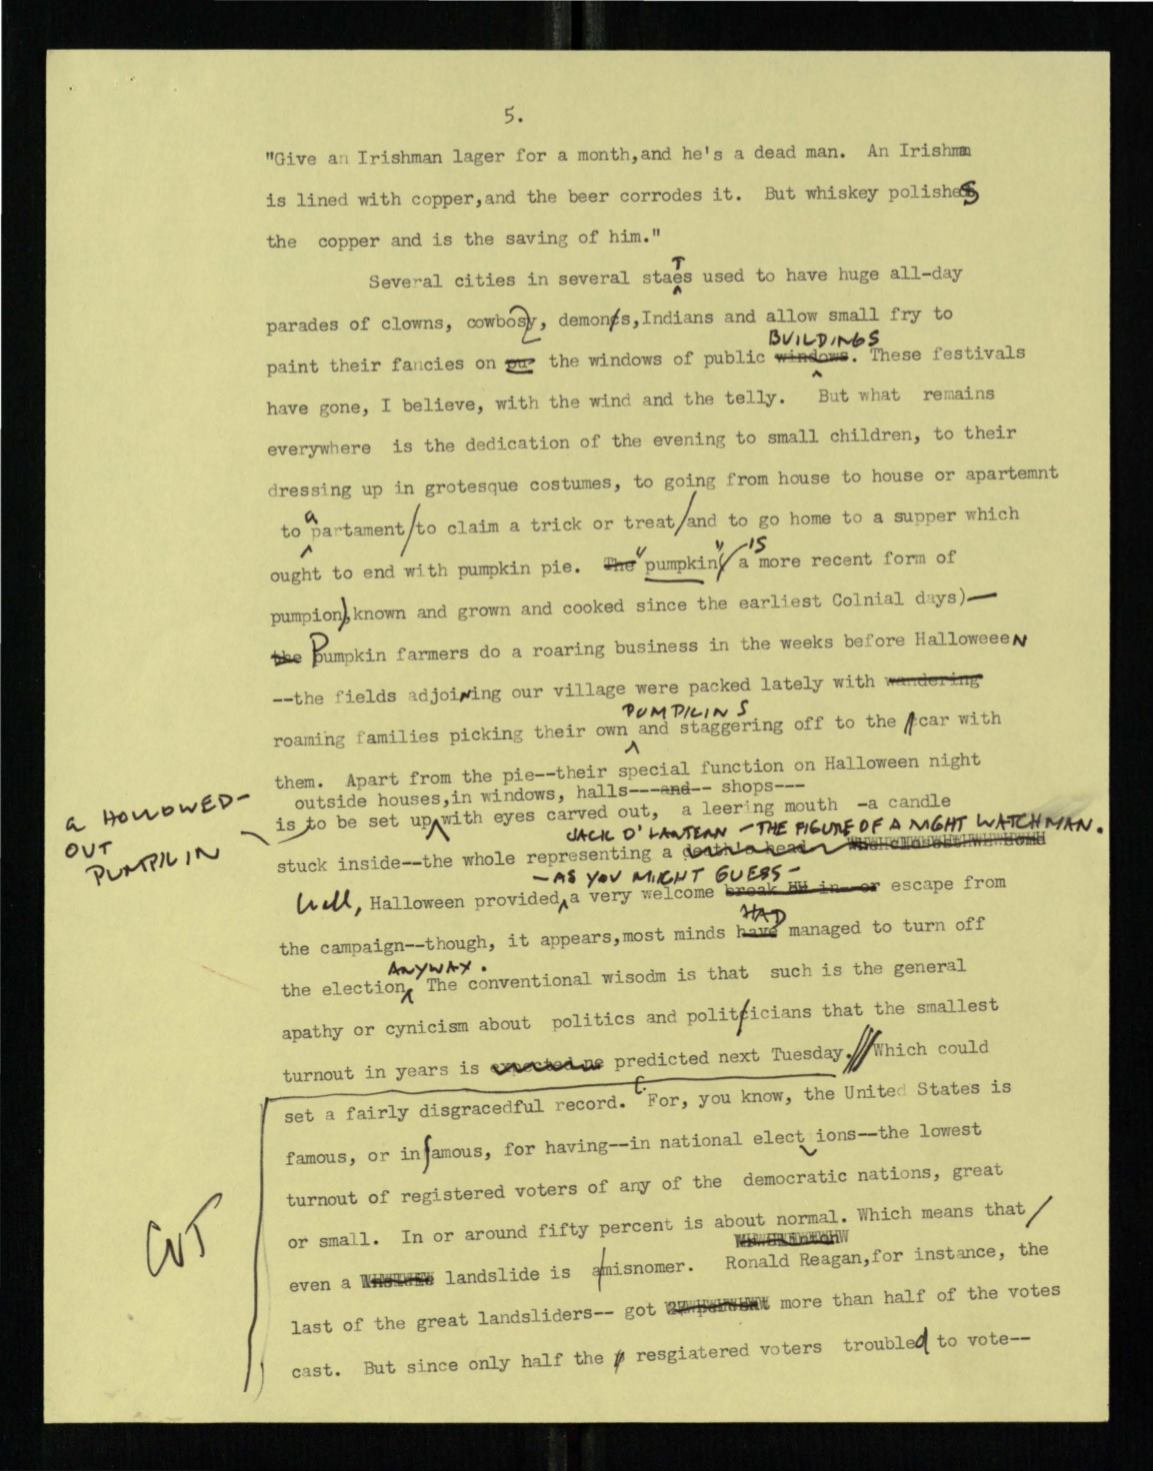 5.
"Give an Irishman lager for a month,and he's a dead man. An Irishman
is lined with copper,and the beer corrodes it. But whiskey polishes
the copper and is the saving of him."
Several cities in several staTes used to have huge all-day
parades of clowns, cowbosy, demons,Indians and allow small fry to
BUILDINGS
paint their fancies on pu- the windows of public windows. These festivals
have gone, I believe, with the wind and the telly. But what remains
everywhere is the dedication of the evening to small children, to their
dressing up in grotesque costumes, to going from house to house or apartemnt
to apartament/to claim a trick or treat/and to go home to a supper which
IS
ought to end with pumpkin pie. The "pumpkin" a more recent form of
pumpion),known and grown and cooked since the earliest Colnial days)—
the Pumpkin farmers do a roaring business in the weeks before HalloweeeN
--the fields adjoiNing our village were packed lately with wandering
PUMPKINS
roaming families picking their own and staggering off to the car with
them. Apart from the pie--their special function on Halloween night
outside houses,in windows, halls---and-- shops---
a HOLLOWED-
OUT
PUMPKIN
is to be set up with eyes carved out, a leering mouth -a candle
JACK O'LANTERN — THE FIGURE OF A NIGHT WATCHMAN.
stuck inside--the whole representing a death's head
— AS YOU MIGHT GUESS —
Well, Halloween provided a very welcome break in or escape from
HAD
the campaign--though, it appears,most minds have managed to turn off
ANYWAY.
the election The conventional wisodm is that such is the general
apathy or cynicism about politics and politicians that the smallest
turnout in years is expected ne predicted next Tuesday.///Which could
set a fairly disgracedful record. For, you know, the United States is
famous, or infamous, for having--in national elections--the lowest
turnout of registered voters of any of the democratic nations, great
CUT
or small. In or around fifty percent is about normal. Which means that/
even a landslide is a misnomer. Ronald Reagan,for instance, the
last of the great landsliders-- got more than half of the votes
cast. But since only half the resgiatered voters troubled to vote--